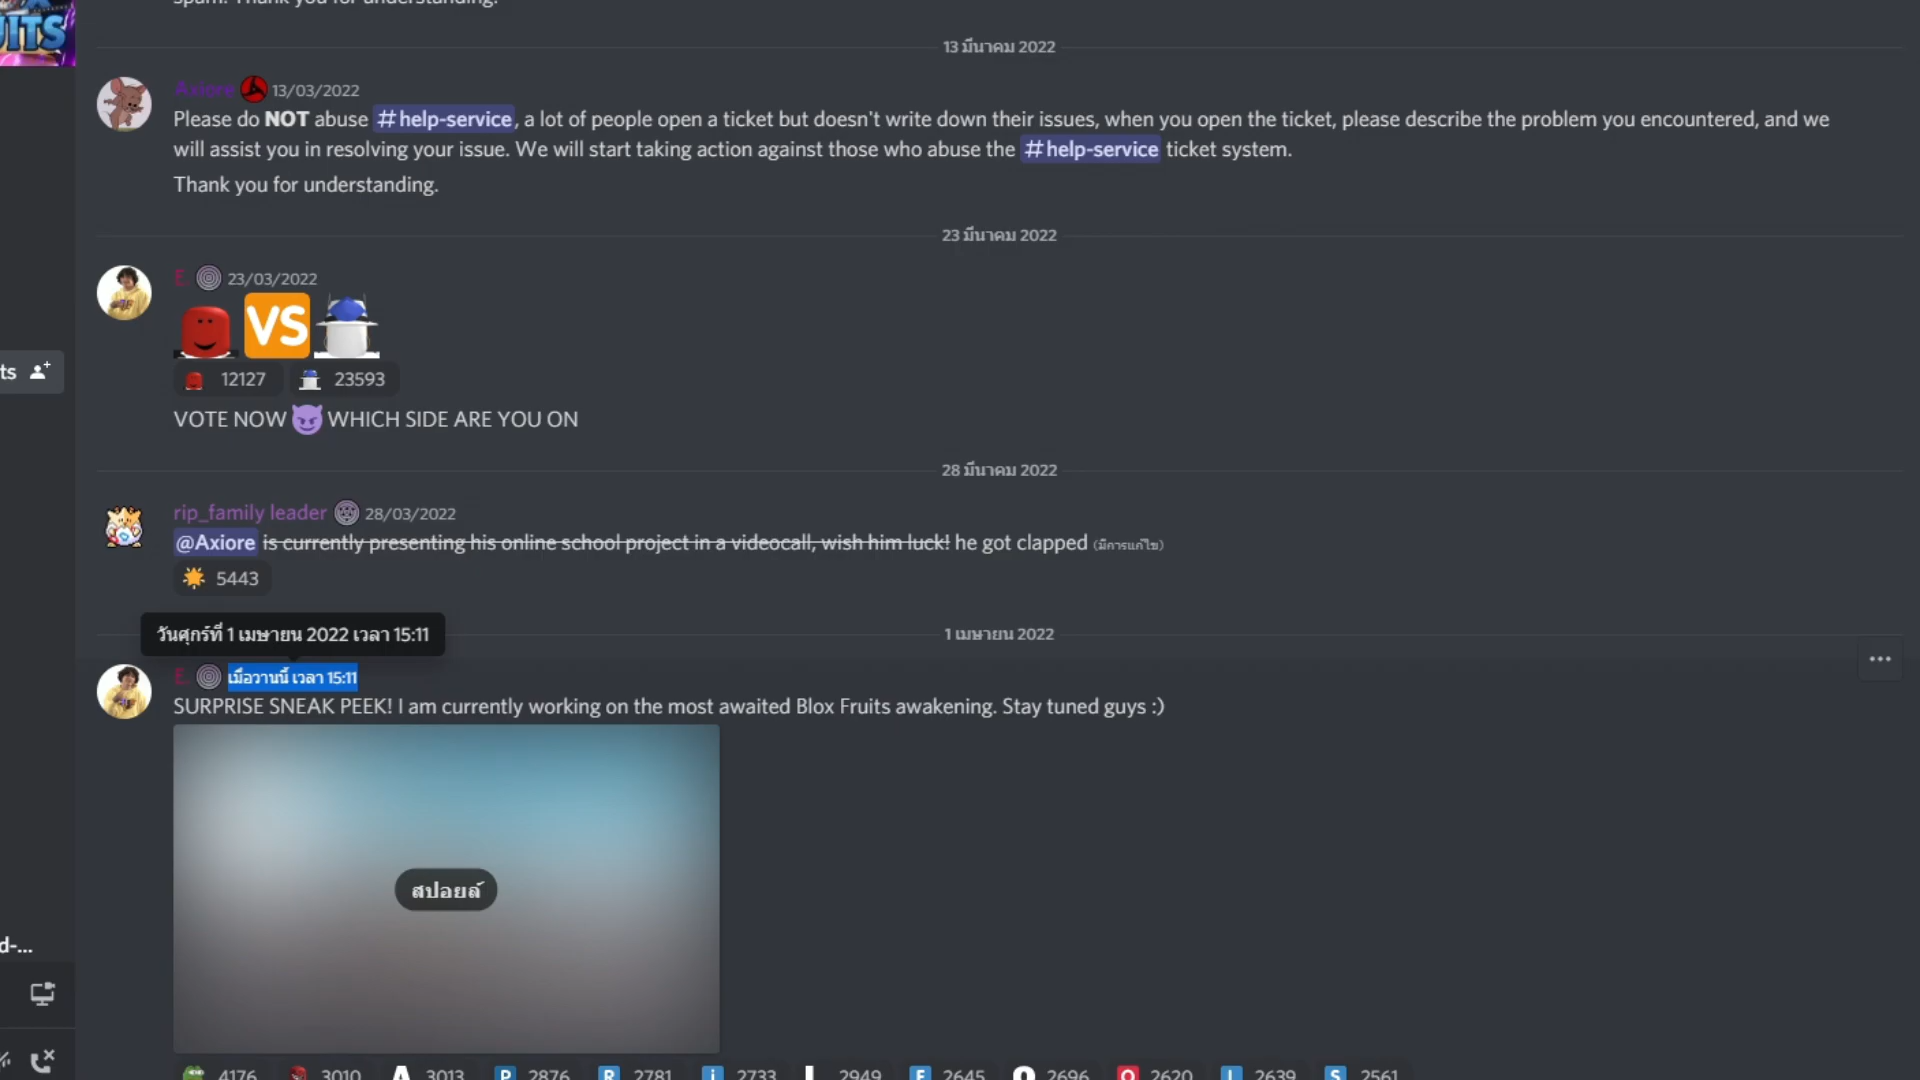 UITS
spam! Thank you for understanding.
13 มีนาคม 2022
Axiore 13/03/2022
Please do NOT abuse #help-service, a lot of people open a ticket but doesn't write down their issues, when you open the ticket, please describe the problem you encountered, and we
will assist you in resolving your issue. We will start taking action against those who abuse the #help-service ticket system.
Thank you for understanding.
23 มีนาคม 2022
E. 23/03/2022
VS
12127 23593
ts
VOTE NOW 😈 WHICH SIDE ARE YOU ON
28 มีนาคม 2022
rip_family leader 28/03/2022
@Axiore is currently presenting his online school project in a videocall, wish him luck! he got clapped (มีการแก้ไข)
5443
วันศุกร์ที่ 1 เมษายน 2022 เวลา 15:11
1 เมษายน 2022
E. เมื่อวานนี้ เวลา 15:11
SURPRISE SNEAK PEEK! I am currently working on the most awaited Blox Fruits awakening. Stay tuned guys :)
สปอยล์
d-...
4176 3010 A 3013 P 2876 R 2781 i 2733 L 2949 F 2645 O 2696 O 2620 L 2639 S 2561